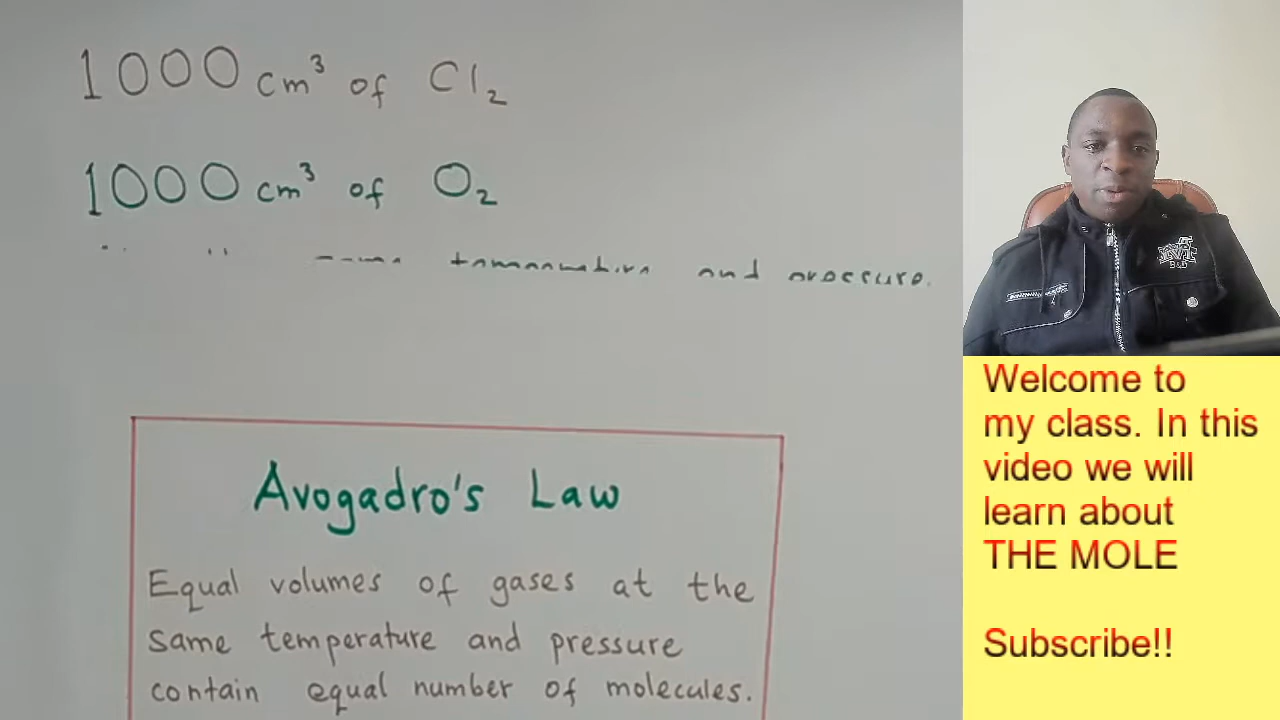 1000 cm³ of Cl₂
1000 cm³ of O₂
temperature and pressure.
Avogadro's Law
Equal volumes of gases at the
same temperature and pressure
contain equal number of molecules.
Welcome to
my class. In this
video we will
learn about
THE MOLE
Subscribe!!